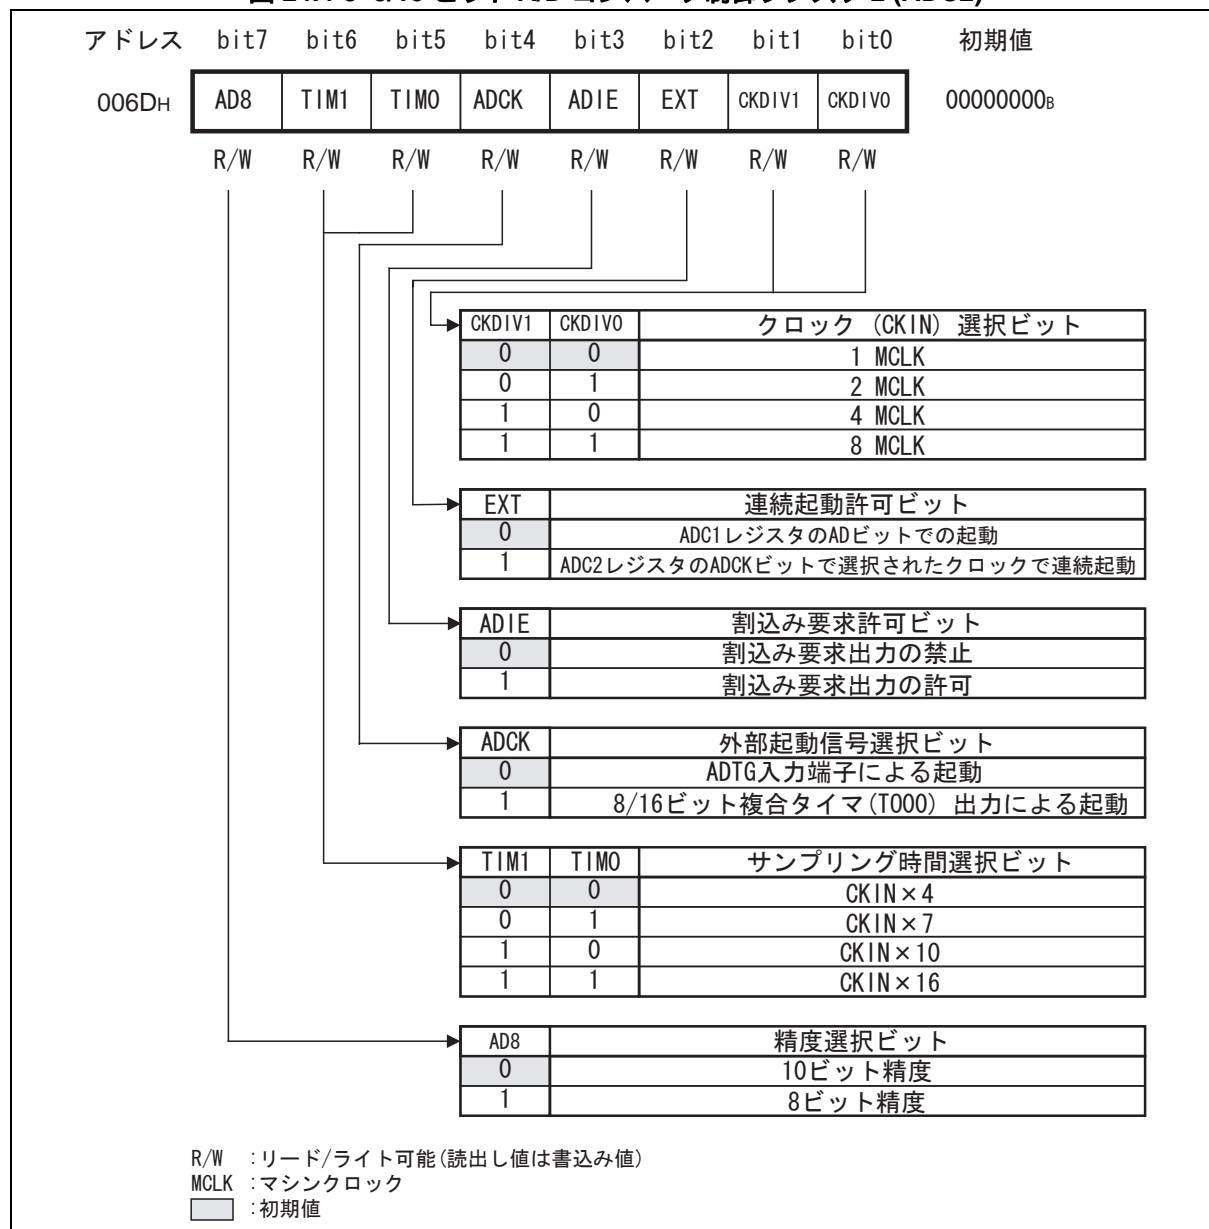 アドレス bit7 bit6 bit5 bit4 bit3 bit2 bit1 bit0 初期値
006DH AD8 TIM1 TIM0 ADCK ADIE EXT CKDIV1 CKDIV0 00000000B
R/W R/W R/W R/W R/W R/W R/W R/W
CKDIV1 CKDIV0 クロック (CKIN) 選択ビット
0 0 1 MCLK
0 1 2 MCLK
1 0 4 MCLK
1 1 8 MCLK
EXT 連続起動許可ビット
0 ADC1レジスタのADビットでの起動
1 ADC2レジスタのADCKビットで選択されたクロックで連続起動
ADIE 割込み要求許可ビット
0 割込み要求出力の禁止
1 割込み要求出力の許可
ADCK 外部起動信号選択ビット
0 ADTG入力端子による起動
1 8/16ビット複合タイマ(TO00) 出力による起動
TIM1 TIM0 サンプリング時間選択ビット
0 0 CKIN×4
0 1 CKIN×7
1 0 CKIN×10
1 1 CKIN×16
AD8 精度選択ビット
0 10ビット精度
1 8ビット精度
R/W :リード/ライト可能(読出し値は書込み値)
MCLK :マシンクロック
:初期値